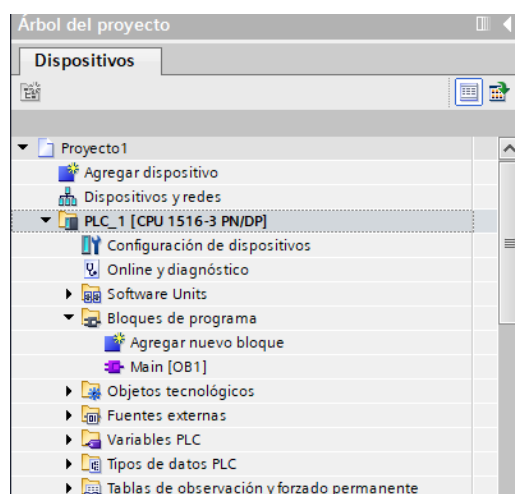 Árbol del proyecto
Dispositivos
Proyecto1
Agregar dispositivo
Dispositivos y redes
PLC_1 [CPU 1516-3 PN/DP]
Configuración de dispositivos
Online y diagnóstico
Software Units
Bloques de programa
Agregar nuevo bloque
Main [OB1]
Objetos tecnológicos
Fuentes externas
Variables PLC
Tipos de datos PLC
Tablas de observación y forzado permanente